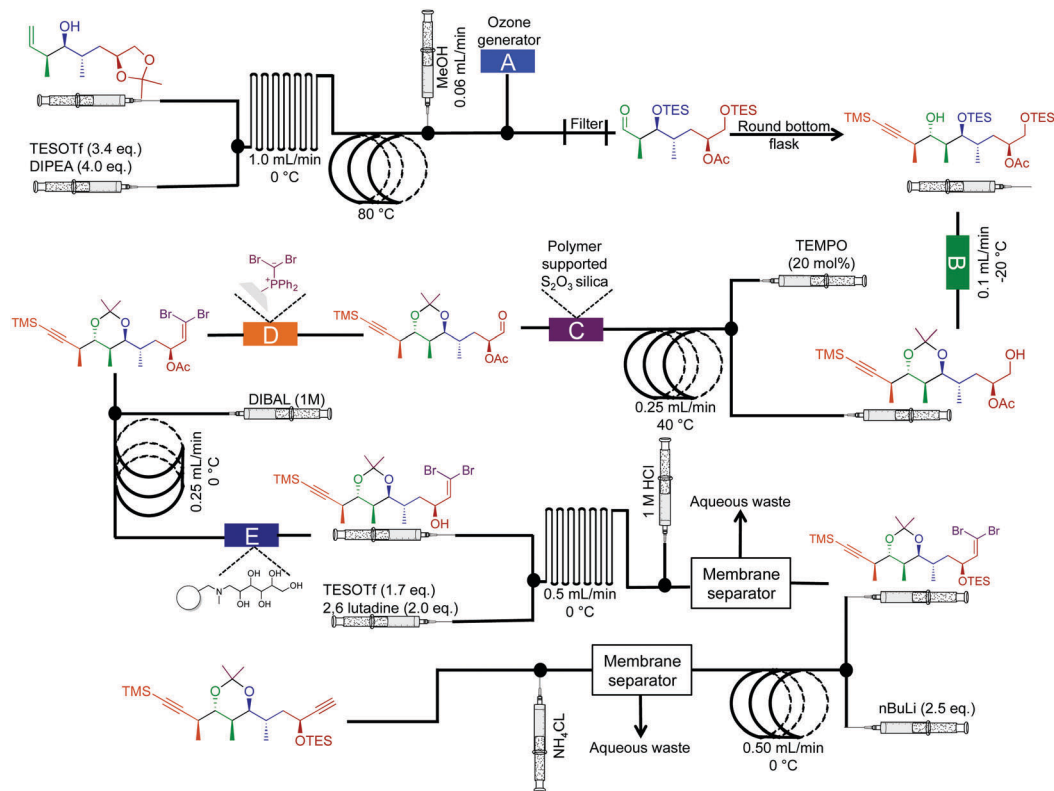 OH
O
O
TESOTf (3.4 eq.)
DIPEA (4.0 eq.)
1.0 mL/min
0 °C
80 °C
MeOH
0.06 mL/min
Ozone
generator
A
Filter
O
OTES
OTES
OAc
Round bottom
flask
TMS
OH
OTES
OTES
OAc
B
0.1 mL/min
-20 °C
TMS
O
O
OH
OAc
TEMPO
(20 mol%)
0.25 mL/min
40 °C
Polymer
supported
S2O3 silica
C
TMS
O
O
O
OAc
Br
Br
+
PPh2
D
TMS
O
O
Br
Br
OAc
DIBAL (1M)
0.25 mL/min
0 °C
E
N
OH
OH
OH
OH
OH
TMS
O
O
Br
Br
OH
TESOTf (1.7 eq.)
2,6 lutadine (2.0 eq.)
0.5 mL/min
0 °C
1 M HCl
Aqueous waste
Membrane
separator
TMS
O
O
Br
Br
OTES
nBuLi (2.5 eq.)
0.50 mL/min
0 °C
Membrane
separator
Aqueous waste
NH4CL
TMS
O
O
OTES